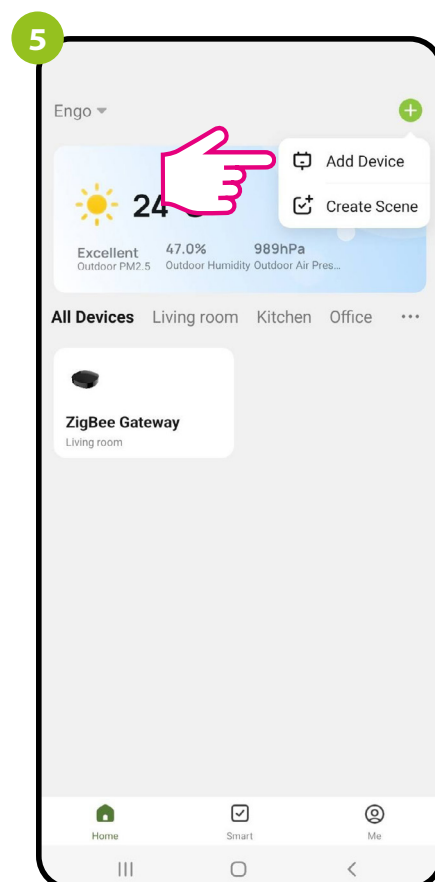 5
Engo
Add Device
Create Scene
24
Excellent 47.0% 989hPa
Outdoor PM2.5 Outdoor Humidity Outdoor Air Pres...
All Devices Living room Kitchen Office ...
ZigBee Gateway
Living room
Home Smart Me